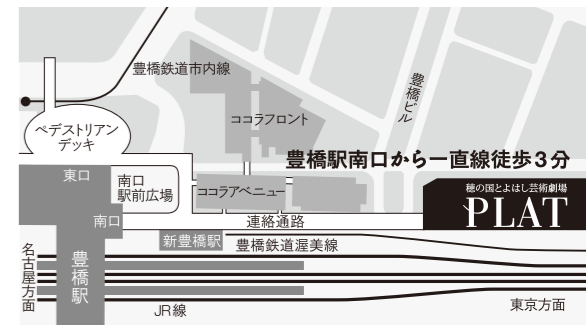 豊橋鉄道市内線
豊橋ビル
ペデストリアン
デッキ
ココラフロント
豊橋駅南口から一直線徒歩3分
東口
南口
駅前広場
ココラアベニュー
穂の国とよはし芸術劇場
PLAT
南口
連絡通路
新豊橋駅
豊橋鉄道渥美線
名古屋方面
豊橋駅
JR線
東京方面